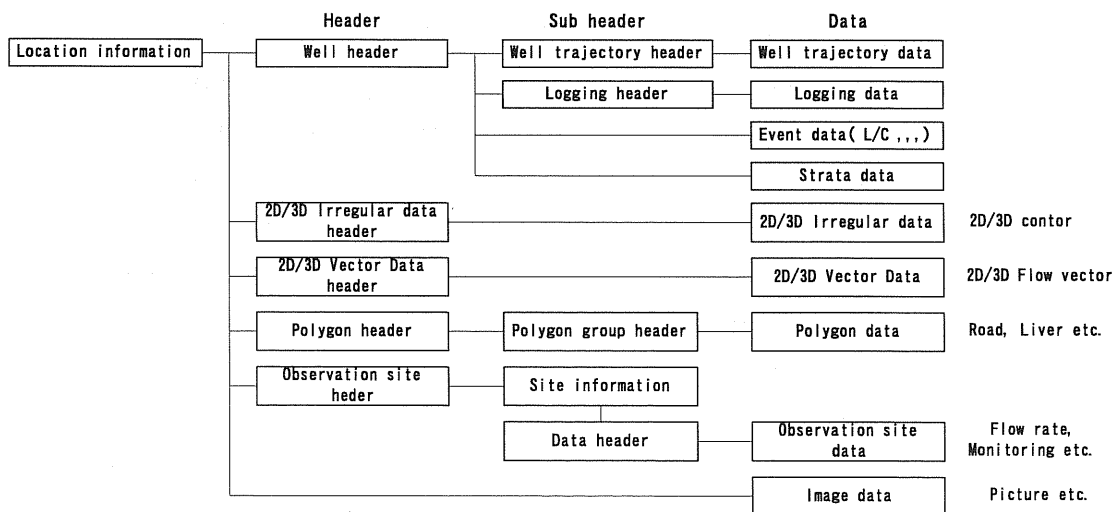 Header
Sub header
Data
Location information
Well header
Well trajectory header
Well trajectory data
Logging header
Logging data
Event data( L/C ,,,)
Strata data
2D/3D Irregular data
header
2D/3D Irregular data
2D/3D contor
2D/3D Vector Data
header
2D/3D Vector Data
2D/3D Flow vector
Polygon header
Polygon group header
Polygon data
Road, Liver etc.
Observation site
heder
Site information
Data header
Observation site
data
Flow rate,
Monitoring etc.
Image data
Picture etc.